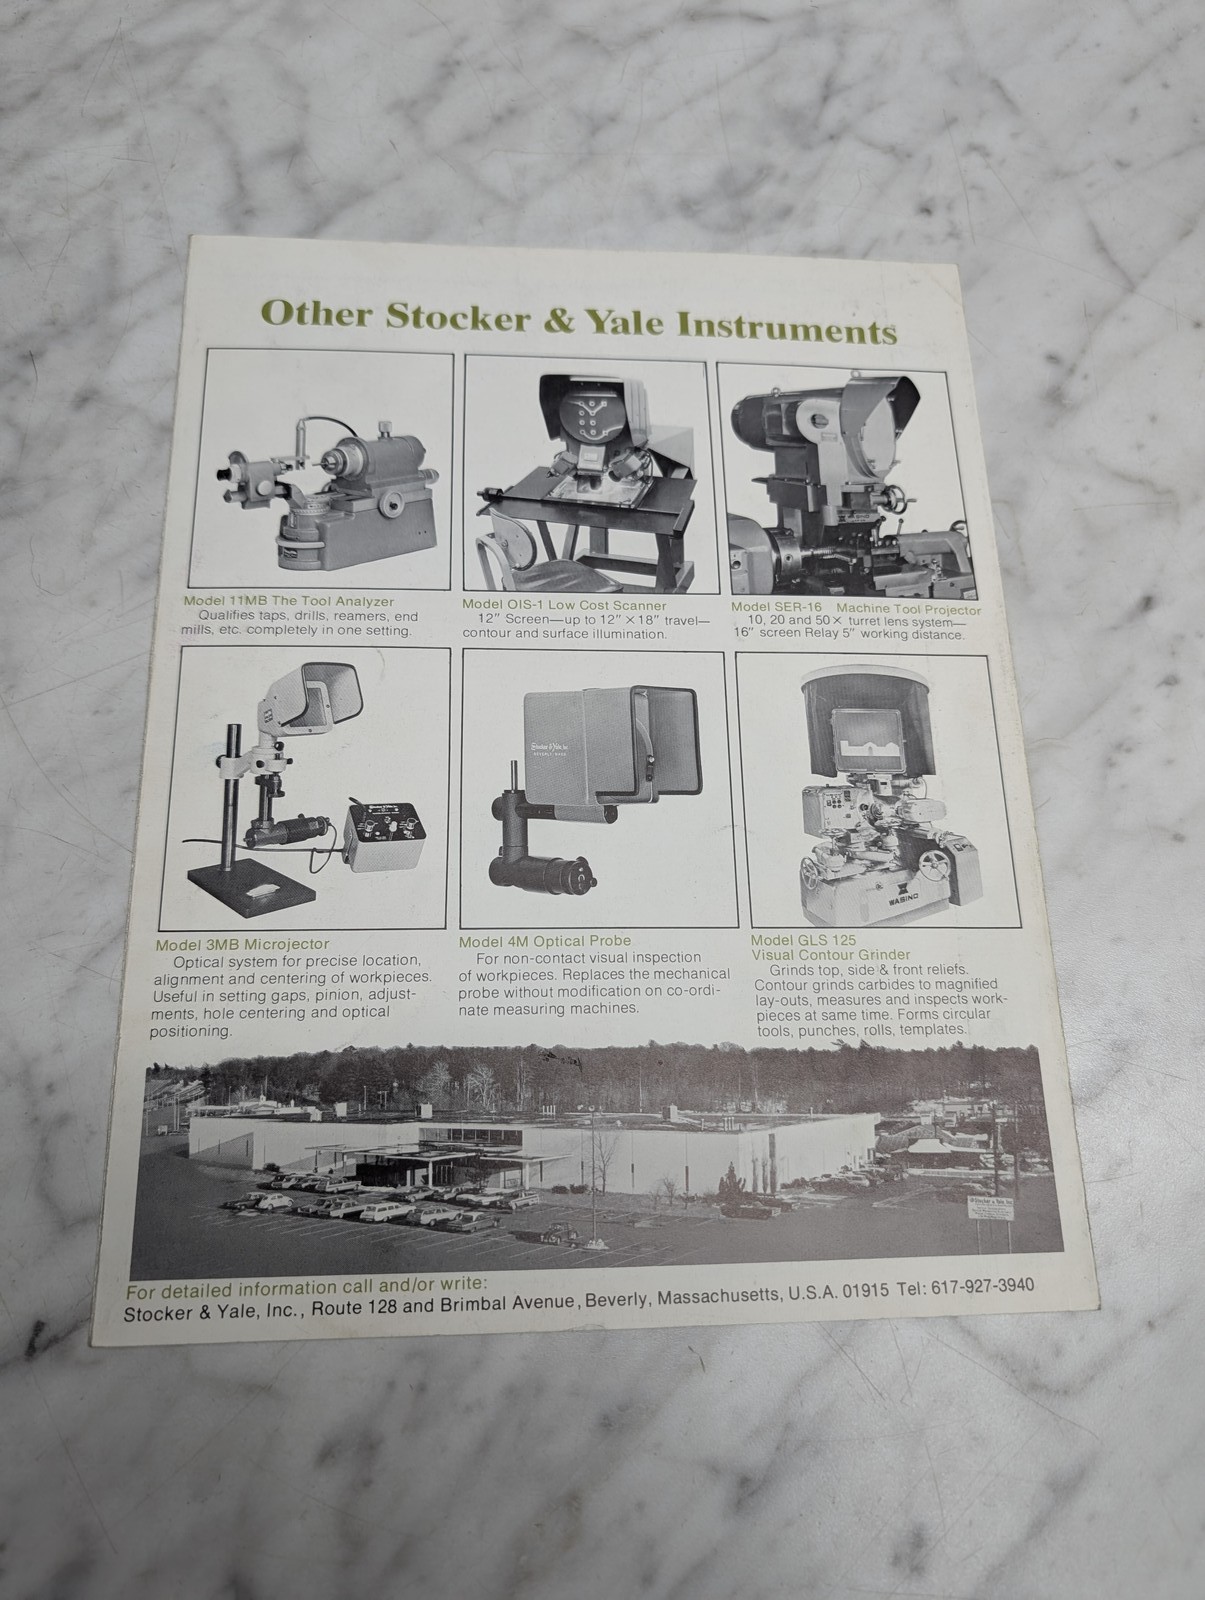 Other Stocker & Yale Instruments
Model 11MB The Tool Analyzer
Qualifies taps, drills, reamers, end
mills, etc. completely in one setting.
Model OIS-1 Low Cost Scanner
12" Screen—up to 12" × 18" travel—
contour and surface illumination.
Model SER-16 Machine Tool Projector
10, 20 and 50× turret lens system—
16" screen Relay 5" working distance.
Stocker & Yale, Inc.
BEVERLY, MASS.
WASINO
Model 3MB Microjector
Optical system for precise location,
alignment and centering of workpieces.
Useful in setting gaps, pinion, adjust-
ments, hole centering and optical
positioning.
Model 4M Optical Probe
For non-contact visual inspection
of workpieces. Replaces the mechanical
probe without modification on co-ordi-
nate measuring machines.
Model GLS 125
Visual Contour Grinder
Grinds top, side & front reliefs.
Contour grinds carbides to magnified
lay-outs, measures and inspects work-
pieces at same time. Forms circular
tools, punches, rolls, templates.
Stocker & Yale, Inc.
For detailed information call and/or write:
Stocker & Yale, Inc., Route 128 and Brimbal Avenue, Beverly, Massachusetts, U.S.A. 01915 Tel: 617-927-3940